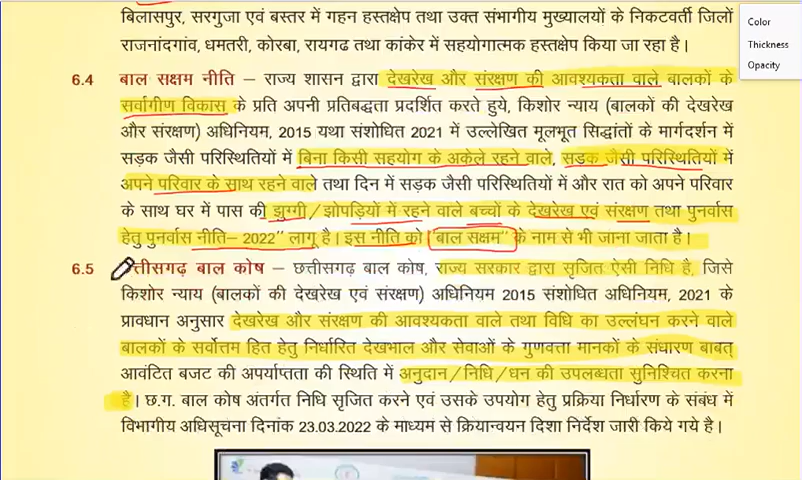 बिलासपुर, सरगुजा एवं बस्तर में गहन हस्तक्षेप तथा उक्त संभागीय मुख्यालयों के निकटवर्ती जिलों
राजनांदगांव, धमतरी, कोरबा, रायगढ तथा कांकेर में सहयोगात्मक हस्तक्षेप किया जा रहा है।
Color
Thickness
Opacity
6.4 बाल सक्षम नीति – राज्य शासन द्वारा देखरेख और संरक्षण की आवश्यकता वाले बालकों के
सर्वागीण विकास के प्रति अपनी प्रतिबद्धता प्रदर्शित करते हुये, किशोर न्याय (बालकों की देखरेख
और संरक्षण) अधिनियम, 2015 यथा संशोधित 2021 में उल्लेखित मूलभूत सिद्धांतों के मार्गदर्शन में
सड़क जैसी परिस्थितियों में बिना किसी सहयोग के अकेले रहने वाले, सडक जैसी परिस्थितियों में
अपने परिवार के साथ रहने वाले तथा दिन में सड़क जैसी परिस्थितियों में और रात को अपने परिवार
के साथ घर में पास की झुग्गी/झोपड़ियों में रहने वाले बच्चों के देखरेख एवं संरक्षण तथा पुनर्वास
हेतु पुनर्वास नीति– 2022" लागू है। इस नीति को "बाल सक्षम" के नाम से भी जाना जाता है।
6.5 त्तीसगढ़ बाल कोष – छत्तीसगढ़ बाल कोष, राज्य सरकार द्वारा सृजित ऐसी निधि है, जिसे
किशोर न्याय (बालकों की देखरेख एवं संरक्षण) अधिनियम 2015 संशोधित अधिनियम, 2021 के
प्रावधान अनुसार देखरेख और संरक्षण की आवश्यकता वाले तथा विधि का उल्लंघन करने वाले
बालकों के सर्वोत्तम हित हेतु निर्धारित देखभाल और सेवाओं के गुणवत्ता मानकों के संधारण बाबत्
आवंटित बजट की अपर्याप्तता की स्थिति में अनुदान/निधि/धन की उपलब्धता सुनिश्चित करना
है। छ.ग. बाल कोष अंतर्गत निधि सृजित करने एवं उसके उपयोग हेतु प्रक्रिया निर्धारण के संबंध में
विभागीय अधिसूचना दिनांक 23.03.2022 के माध्यम से क्रियान्वयन दिशा निर्देश जारी किये गये है।